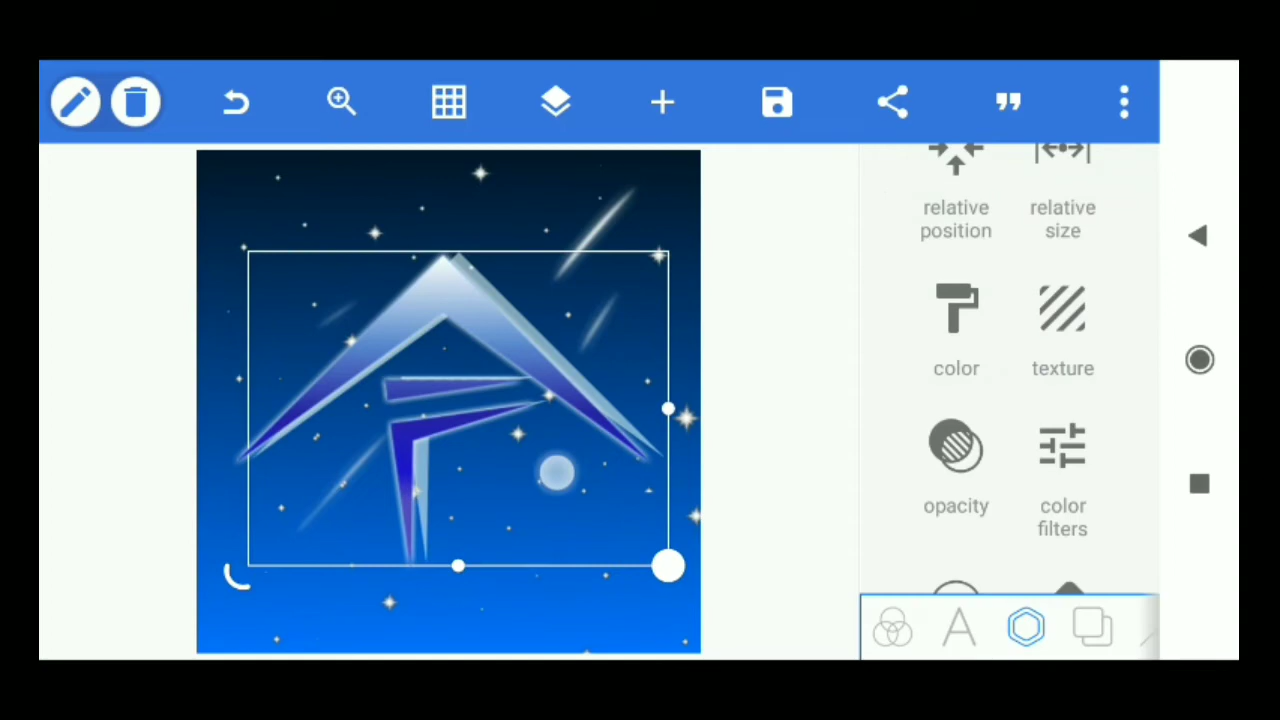 relative
position
relative
size
color
texture
opacity
color
filters